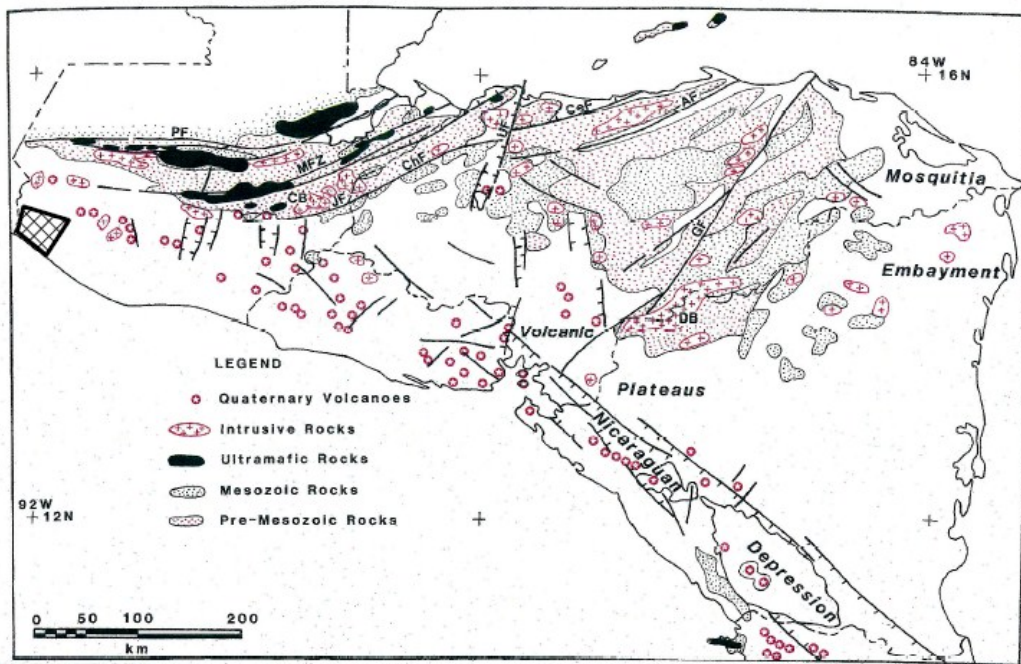 84W
16N
PF
CeF
AF
MFZ
ChF
CB
JF
GF
Mosquitia
Embayment
DB
Volcanic
Plateaus
LEGEND
Quaternary Volcanoes
Intrusive Rocks
Ultramafic Rocks
Mesozoic Rocks
Pre-Mesozoic Rocks
Nicaraguan
Depression
92W
12N
0 50 100 200
km